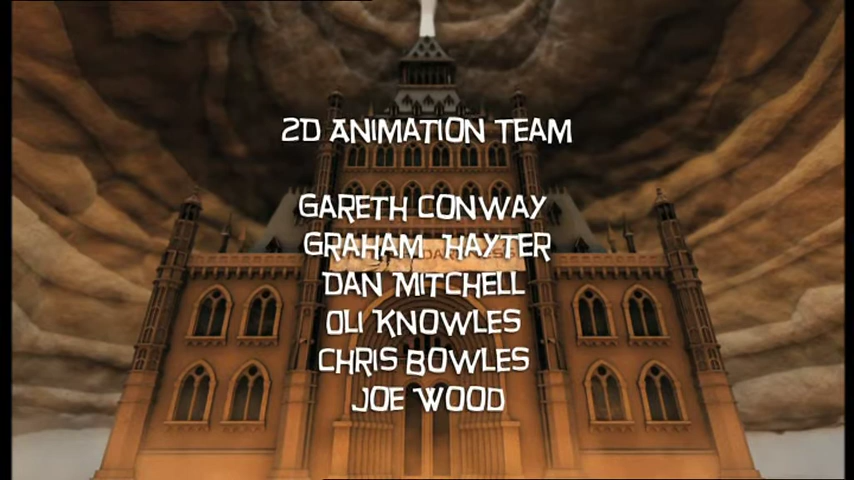 2D ANIMATION TEAM
GARETH CONWAY
GRAHAM HAYTER
DAN MITCHELL
OLI KNOWLES
CHRIS BOWLES
JOE WOOD